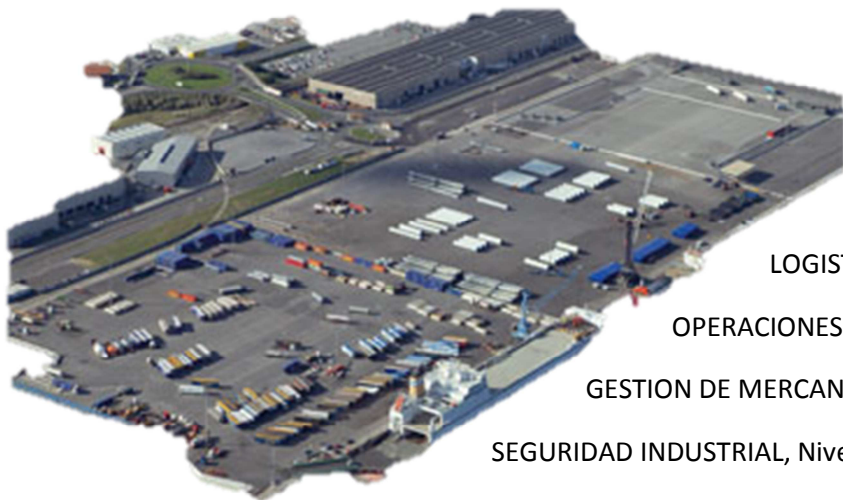 LOGIST
OPERACIONES
GESTION DE MERCAN
SEGURIDAD INDUSTRIAL, Nive